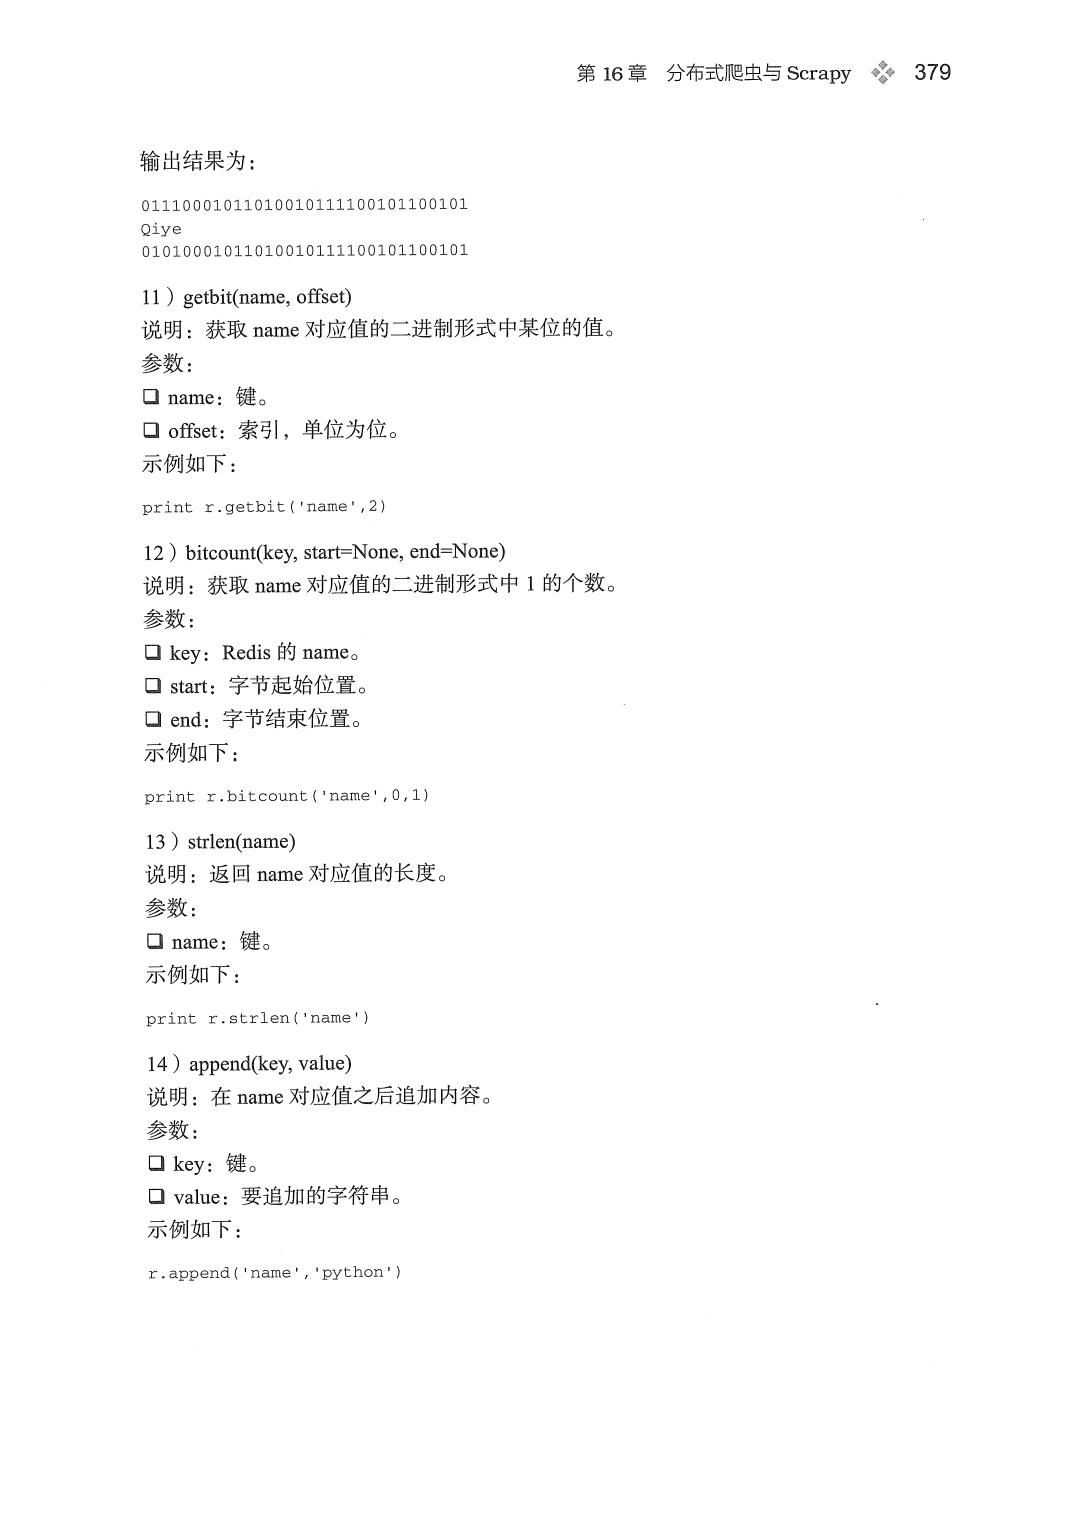 第 16 章 分布式爬虫与 Scrapy 379
输出结果为：
01110001011010010111100101100101
Qiye
01010001011010010111100101100101
11）getbit(name, offset)
说明：获取 name 对应值的二进制形式中某位的值。
参数：
❑ name：键。
❑ offset：索引，单位为位。
示例如下：
print r.getbit('name',2)
12）bitcount(key, start=None, end=None)
说明：获取 name 对应值的二进制形式中 1 的个数。
参数：
❑ key：Redis 的 name。
❑ start：字节起始位置。
❑ end：字节结束位置。
示例如下：
print r.bitcount('name',0,1)
13）strlen(name)
说明：返回 name 对应值的长度。
参数：
❑ name：键。
示例如下：
print r.strlen('name')
14）append(key, value)
说明：在 name 对应值之后追加内容。
参数：
❑ key：键。
❑ value：要追加的字符串。
示例如下：
r.append('name','python')